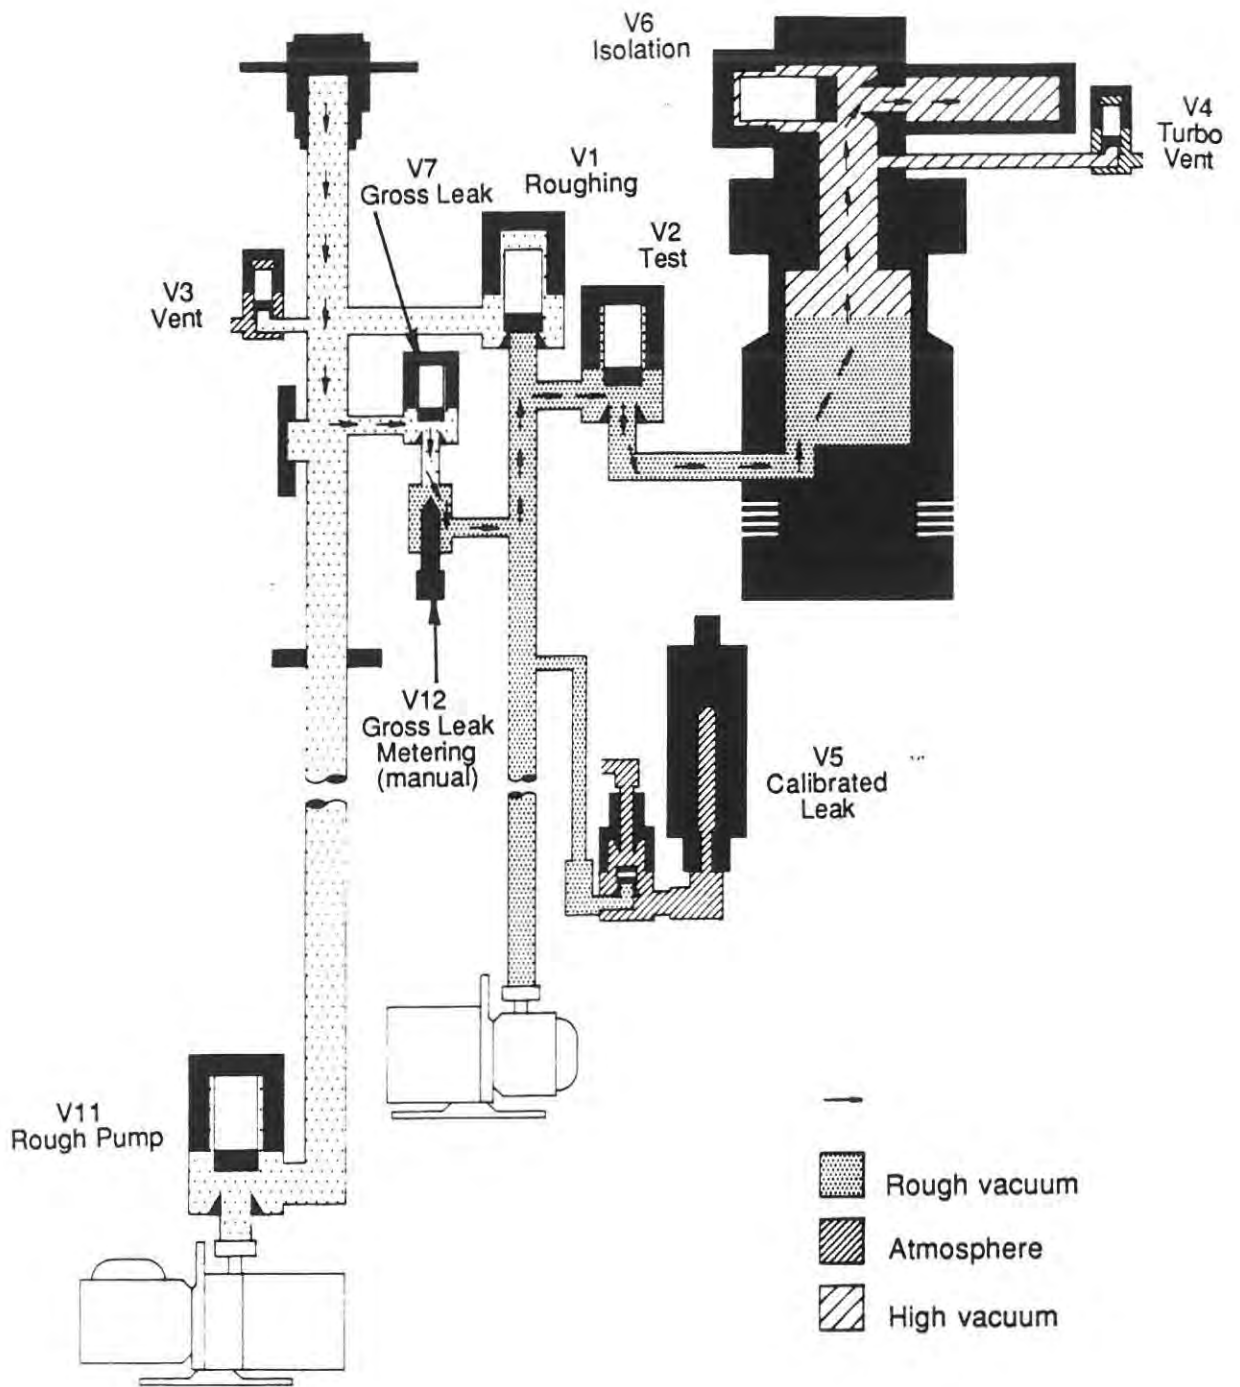 V6
Isolation
V4
Turbo
Vent
V7
Gross Leak
V1
Roughing
V2
Test
V3
Vent
V12
Gross Leak
Metering
(manual)
V5
Calibrated
Leak
V11
Rough Pump
Rough vacuum
Atmosphere
High vacuum